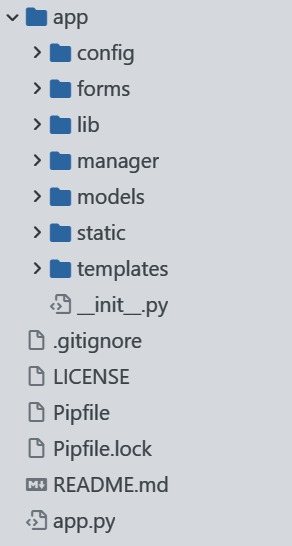 app
config
forms
lib
manager
models
static
templates
__init__.py
.gitignore
LICENSE
Pipfile
Pipfile.lock
README.md
app.py